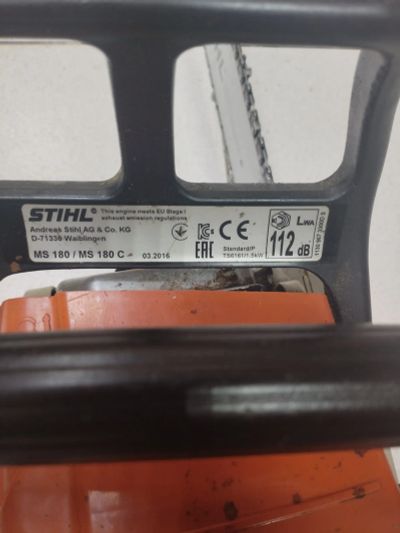 STIHL® This engine meets EU Stage I
exhaust emission regulations
Andreas Stihl AG & Co. KG
D-71336 Waiblingen
MS 180 / MS 180 C 03.2016
EAC
CE
Standard/P
LWA
112 dB